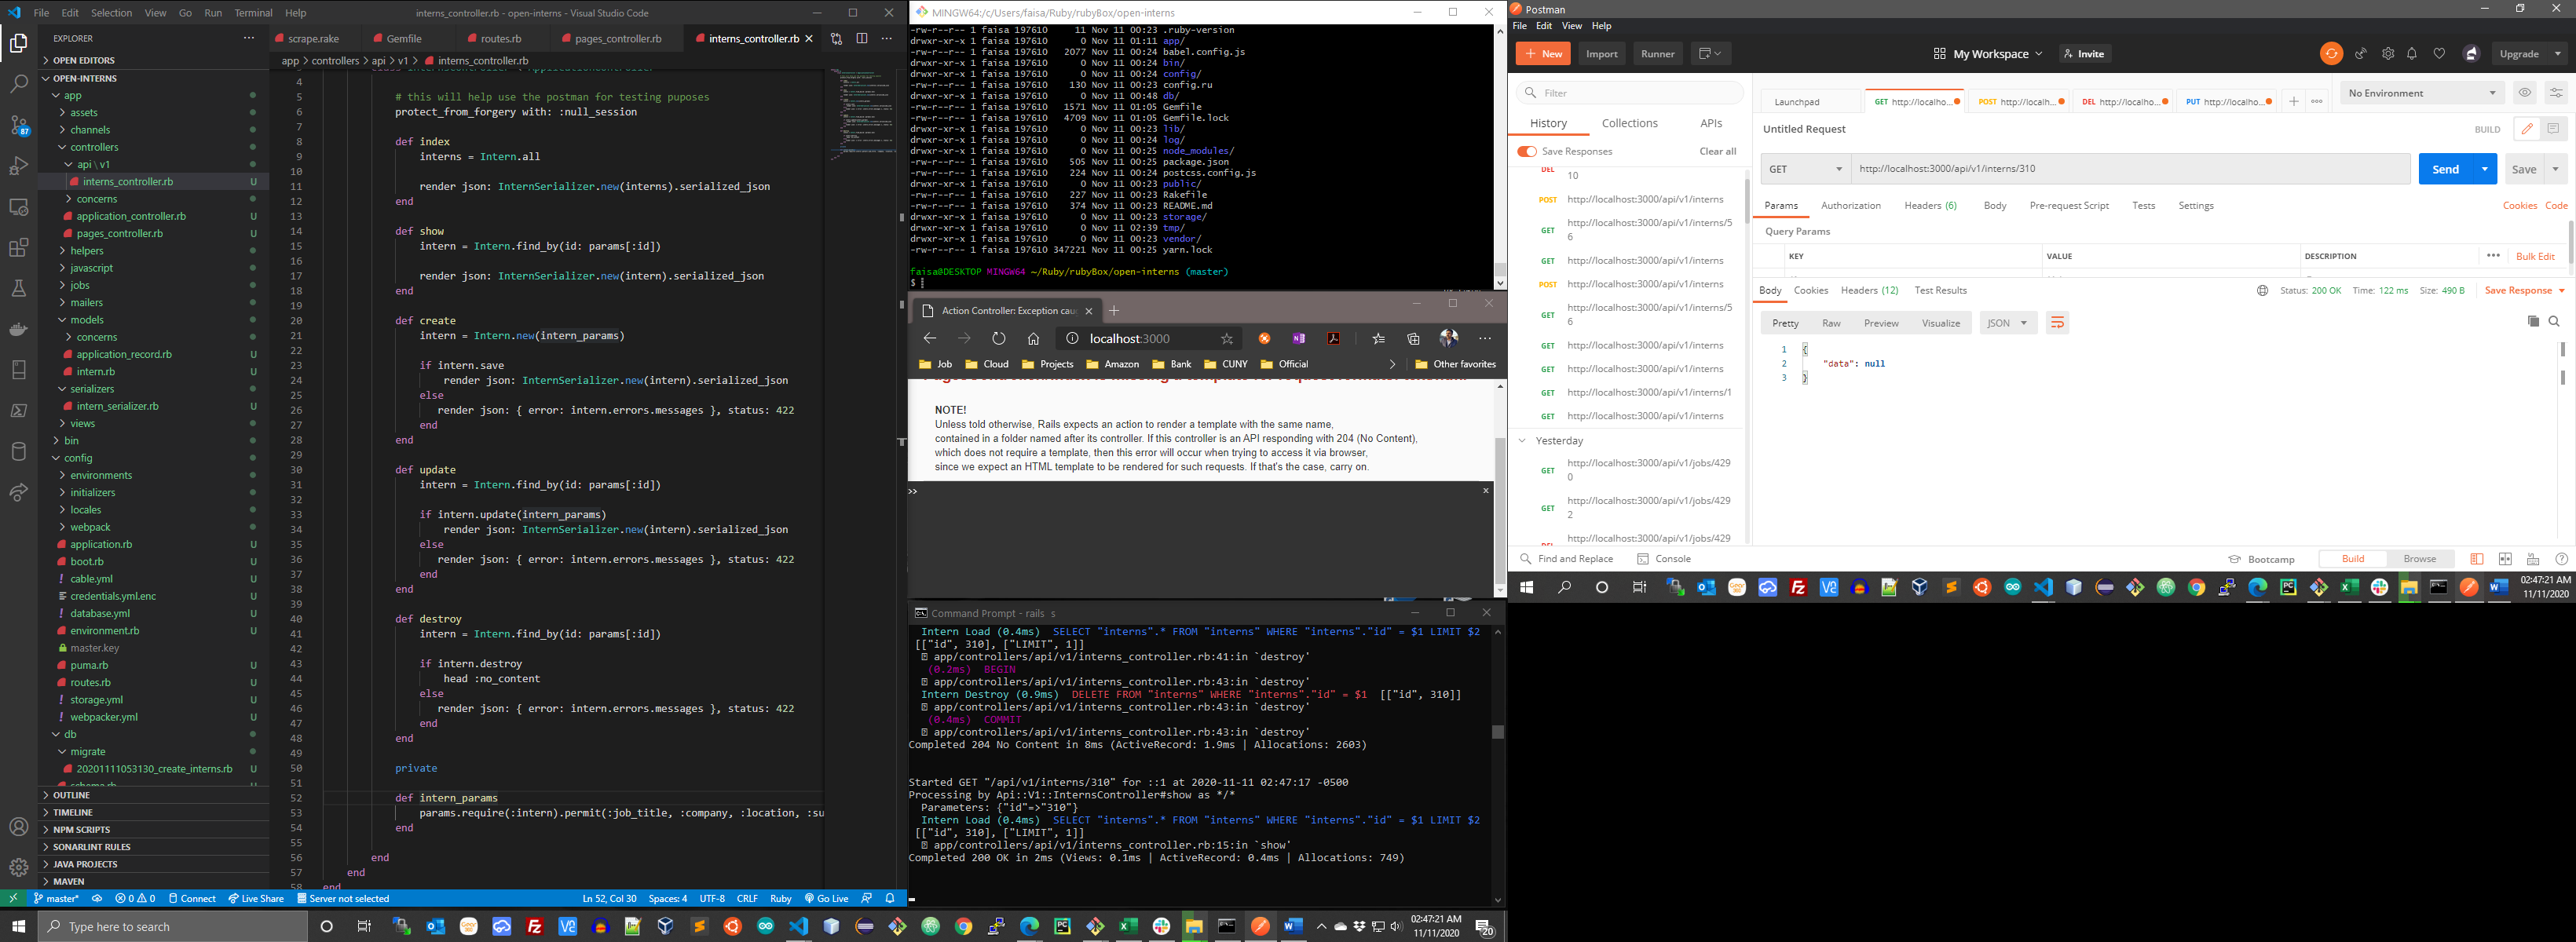 File Edit Selection View Go Run Terminal Help
interns_controller.rb - open-interns - Visual Studio Code
EXPLORER
scrape.rake
Gemfile
routes.rb
pages_controller.rb
interns_controller.rb
app > controllers > api > v1 > interns_controller.rb
OPEN EDITORS
OPEN-INTERNS
app
assets
channels
controllers
api \ v1
interns_controller.rb U
concerns
application_controller.rb U
pages_controller.rb U
helpers
javascript
jobs
mailers
models
concerns
application_record.rb U
intern.rb U
serializers
intern_serializer.rb U
views
bin
config
environments
initializers
locales
webpack
application.rb U
boot.rb U
cable.yml U
credentials.yml.enc U
database.yml U
environment.rb U
master.key
puma.rb U
routes.rb U
storage.yml U
webpacker.yml U
db
migrate
20201111053130_create_interns.rb U
OUTLINE
TIMELINE
NPM SCRIPTS
SONARLINT RULES
JAVA PROJECTS
MAVEN
4
5 # this will help use the postman for testing puposes
6 protect_from_forgery with: :null_session
7
8 def index
9 interns = Intern.all
10
11 render json: InternSerializer.new(interns).serialized_json
12 end
13
14 def show
15 intern = Intern.find_by(id: params[:id])
16
17 render json: InternSerializer.new(intern).serialized_json
18 end
19
20 def create
21 intern = Intern.new(intern_params)
22
23 if intern.save
24 render json: InternSerializer.new(intern).serialized_json
25 else
26 render json: { error: intern.errors.messages }, status: 422
27 end
28 end
29
30 def update
31 intern = Intern.find_by(id: params[:id])
32
33 if intern.update(intern_params)
34 render json: InternSerializer.new(intern).serialized_json
35 else
36 render json: { error: intern.errors.messages }, status: 422
37 end
38 end
39
40 def destroy
41 intern = Intern.find_by(id: params[:id])
42
43 if intern.destroy
44 head :no_content
45 else
46 render json: { error: intern.errors.messages }, status: 422
47 end
48 end
49
50 private
51
52 def intern_params
53 params.require(:intern).permit(:job_title, :company, :location, :su
54 end
55
56 end
57 end
58 end
master* 0 0 Connect Live Share Server not selected
Ln 52, Col 30 Spaces: 4 UTF-8 CRLF Ruby Go Live
87
Type here to search
02:47:21 AM
11/11/2020
20
MINGW64:/c/Users/faisa/Ruby/rubyBox/open-interns
-rw-r--r-- 1 faisa 197610 11 Nov 11 00:23 .ruby-version
drwxr-xr-x 1 faisa 197610 0 Nov 11 01:11 app/
-rw-r--r-- 1 faisa 197610 2077 Nov 11 00:24 babel.config.js
drwxr-xr-x 1 faisa 197610 0 Nov 11 00:24 bin/
drwxr-xr-x 1 faisa 197610 0 Nov 11 00:24 config/
-rw-r--r-- 1 faisa 197610 130 Nov 11 00:23 config.ru
drwxr-xr-x 1 faisa 197610 0 Nov 11 00:48 db/
-rw-r--r-- 1 faisa 197610 1571 Nov 11 01:05 Gemfile
-rw-r--r-- 1 faisa 197610 4709 Nov 11 01:05 Gemfile.lock
drwxr-xr-x 1 faisa 197610 0 Nov 11 00:23 lib/
drwxr-xr-x 1 faisa 197610 0 Nov 11 00:24 log/
drwxr-xr-x 1 faisa 197610 0 Nov 11 00:25 node_modules/
-rw-r--r-- 1 faisa 197610 505 Nov 11 00:25 package.json
-rw-r--r-- 1 faisa 197610 224 Nov 11 00:24 postcss.config.js
drwxr-xr-x 1 faisa 197610 0 Nov 11 00:23 public/
-rw-r--r-- 1 faisa 197610 227 Nov 11 00:23 Rakefile
-rw-r--r-- 1 faisa 197610 374 Nov 11 00:23 README.md
drwxr-xr-x 1 faisa 197610 0 Nov 11 00:23 storage/
drwxr-xr-x 1 faisa 197610 0 Nov 11 02:39 tmp/
drwxr-xr-x 1 faisa 197610 0 Nov 11 00:23 vendor/
-rw-r--r-- 1 faisa 197610 347221 Nov 11 00:25 yarn.lock
faisa@DESKTOP MINGW64 ~/Ruby/rubyBox/open-interns (master)
$
Action Controller: Exception cau
localhost:3000
Job Cloud Projects Amazon Bank CUNY Official Other favorites
NOTE!
Unless told otherwise, Rails expects an action to render a template with the same name,
contained in a folder named after its controller. If this controller is an API responding with 204 (No Content),
which does not require a template, then this error will occur when trying to access it via browser,
since we expect an HTML template to be rendered for such requests. If that's the case, carry on.
>>
Command Prompt - rails s
Intern Load (0.4ms) SELECT "interns".* FROM "interns" WHERE "interns"."id" = $1 LIMIT $2
[["id", 310], ["LIMIT", 1]]
app/controllers/api/v1/interns_controller.rb:41:in `destroy'
(0.2ms) BEGIN
app/controllers/api/v1/interns_controller.rb:43:in `destroy'
Intern Destroy (0.9ms) DELETE FROM "interns" WHERE "interns"."id" = $1 [["id", 310]]
app/controllers/api/v1/interns_controller.rb:43:in `destroy'
(0.4ms) COMMIT
app/controllers/api/v1/interns_controller.rb:43:in `destroy'
Completed 204 No Content in 8ms (ActiveRecord: 1.9ms | Allocations: 2603)
Started GET "/api/v1/interns/310" for ::1 at 2020-11-11 02:47:17 -0500
Processing by Api::V1::InternsController#show as */*
Parameters: {"id"=>"310"}
Intern Load (0.4ms) SELECT "interns".* FROM "interns" WHERE "interns"."id" = $1 LIMIT $2
[["id", 310], ["LIMIT", 1]]
app/controllers/api/v1/interns_controller.rb:15:in `show'
Completed 200 OK in 2ms (Views: 0.1ms | ActiveRecord: 0.4ms | Allocations: 749)
Postman
File Edit View Help
New Import Runner
My Workspace Invite
Upgrade
Filter
History Collections APIs
Save Responses Clear all
DEL 10
POST http://localhost:3000/api/v1/interns
GET http://localhost:3000/api/v1/interns/5
6
GET http://localhost:3000/api/v1/interns
POST http://localhost:3000/api/v1/interns
GET http://localhost:3000/api/v1/interns/5
6
GET http://localhost:3000/api/v1/interns
GET http://localhost:3000/api/v1/interns
GET http://localhost:3000/api/v1/interns/1
GET http://localhost:3000/api/v1/interns
Yesterday
GET http://localhost:3000/api/v1/jobs/429
0
GET http://localhost:3000/api/v1/jobs/429
2
http://localhost:3000/api/v1/jobs/429
Launchpad
GET http://localho...
POST http://localh...
DEL http://localho...
PUT http://localho...
No Environment
Untitled Request
BUILD
GET http://localhost:3000/api/v1/interns/310
Send Save
Params Authorization Headers (6) Body Pre-request Script Tests Settings
Cookies Code
Query Params
KEY VALUE DESCRIPTION Bulk Edit
Body Cookies Headers (12) Test Results
Status: 200 OK Time: 122 ms Size: 490 B Save Response
Pretty Raw Preview Visualize JSON
1 {
2 "data": null
3 }
Find and Replace Console
Bootcamp Build Browse
02:47:21 AM
11/11/2020